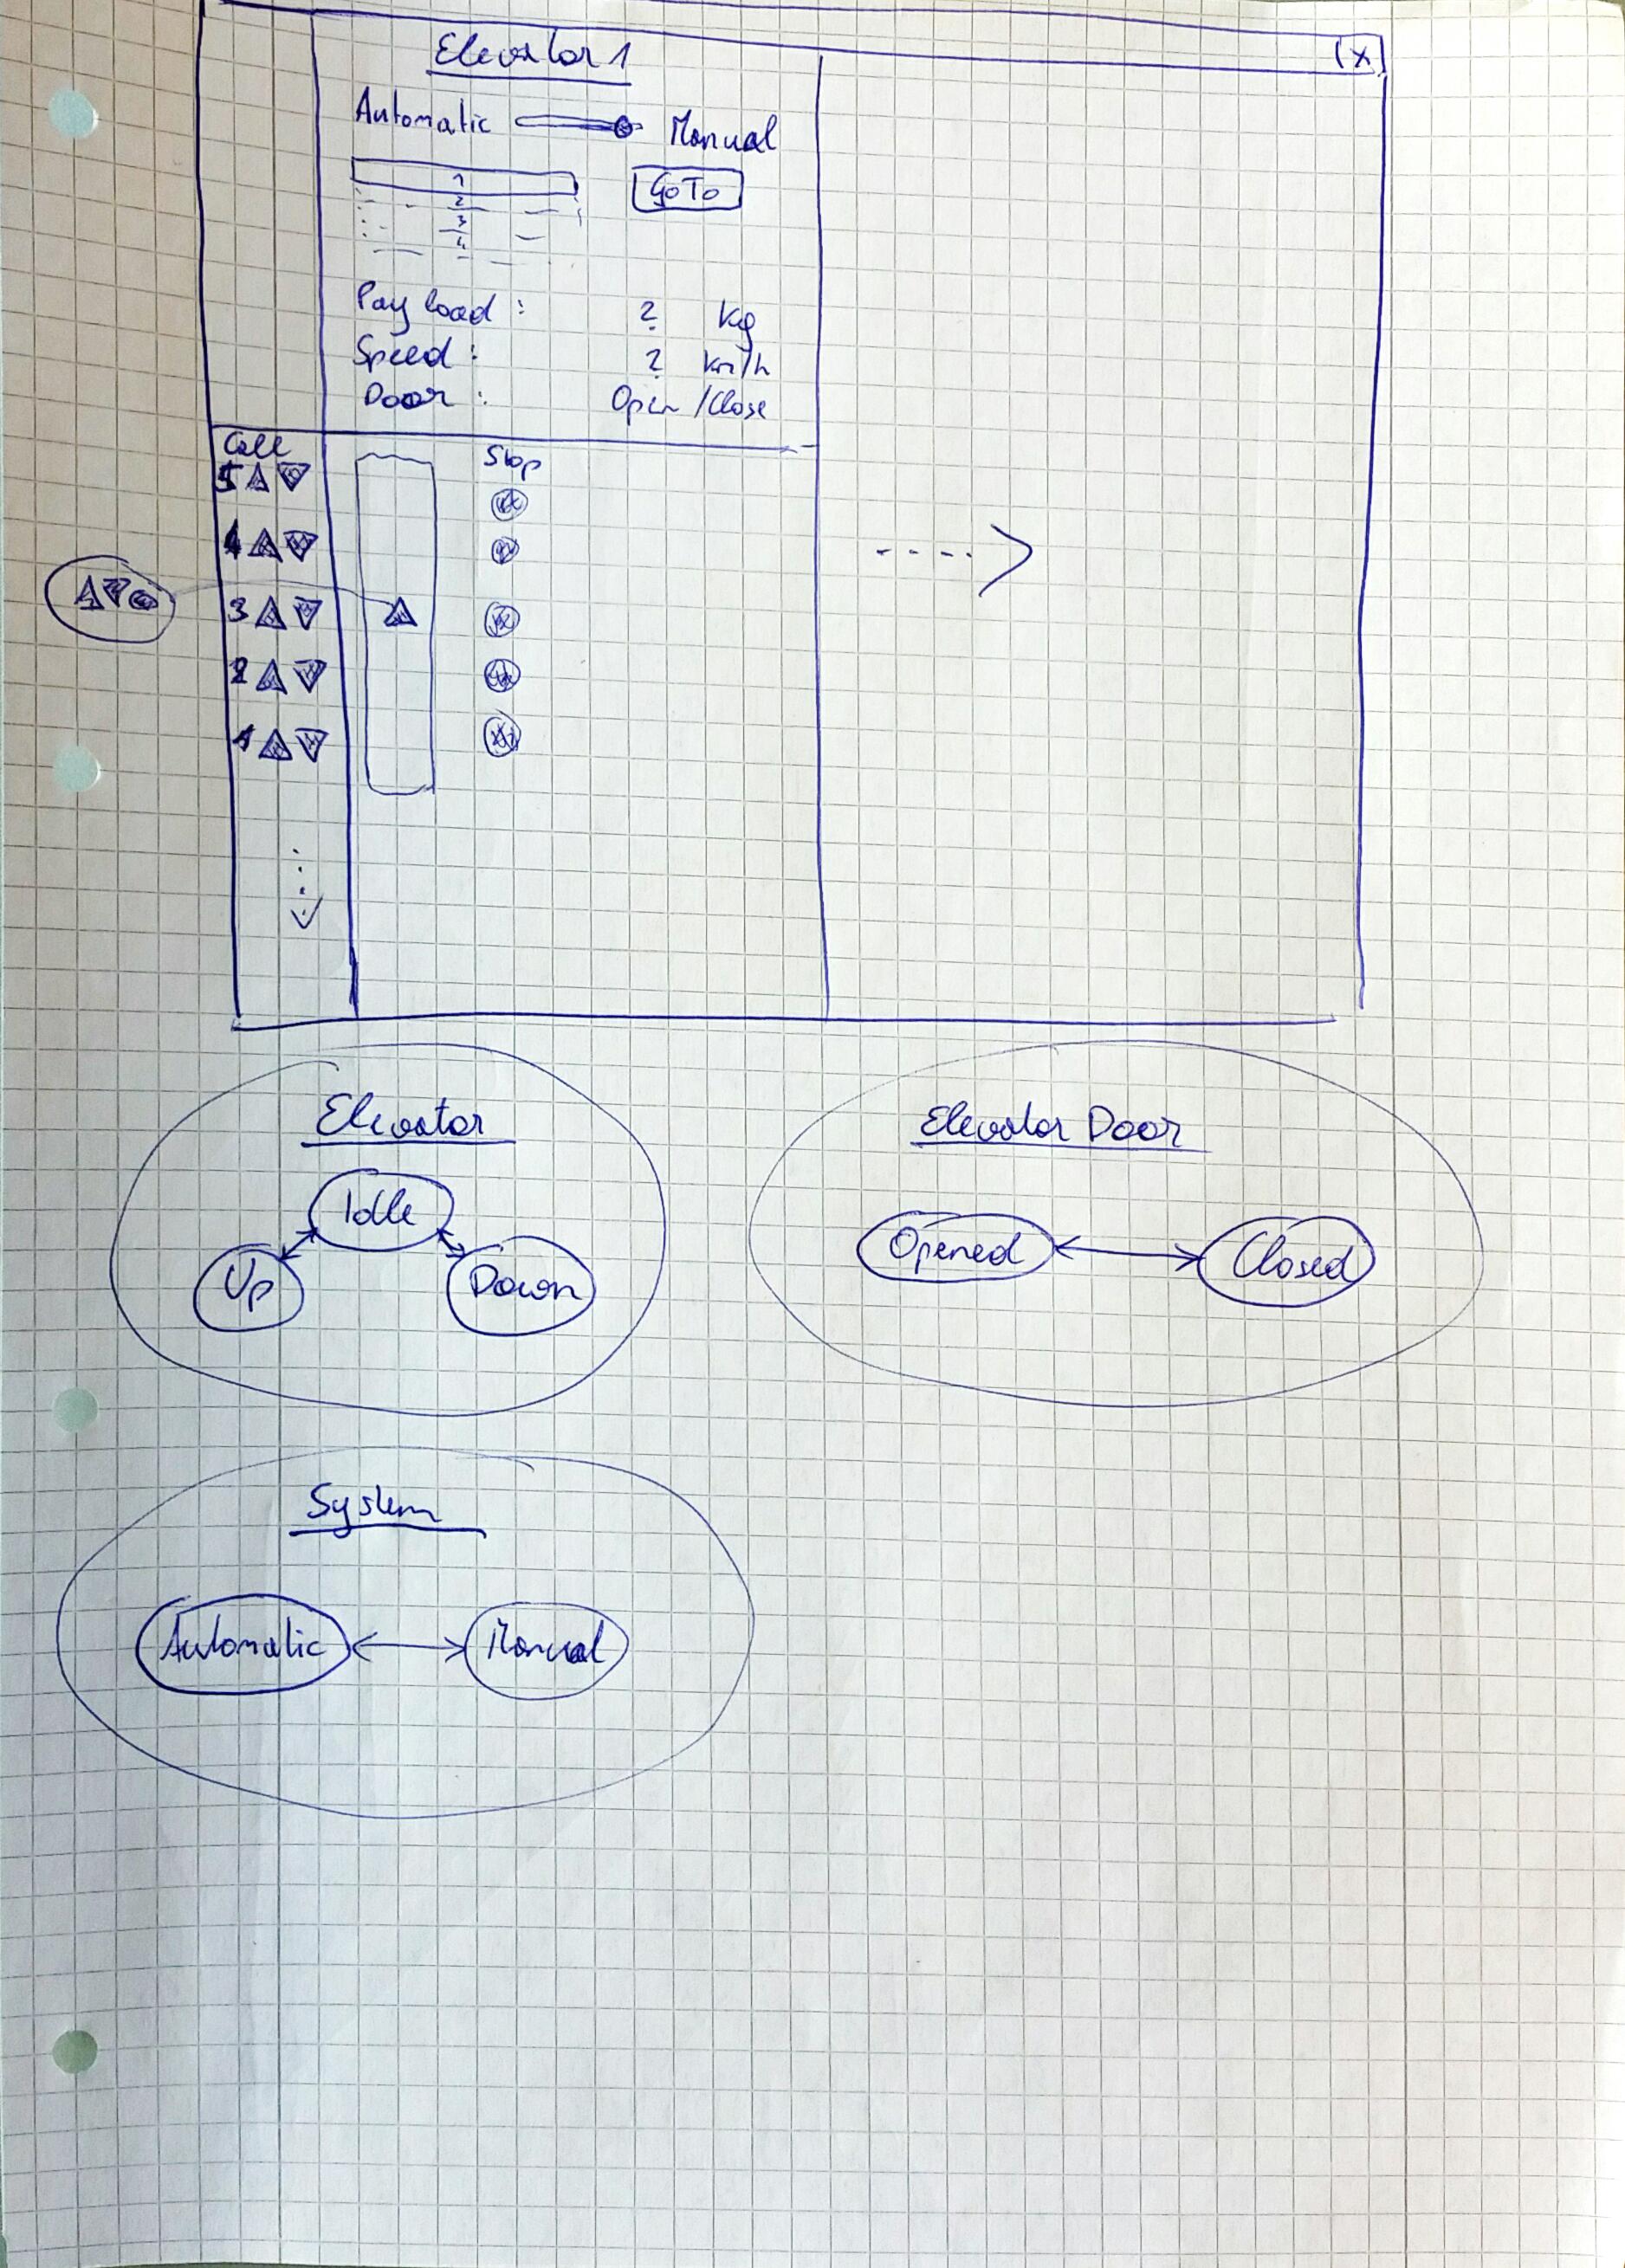 Elevator 1
(x)
Automatic Manual
1
GoTo
2
3
4
Payload : ? kg
Speed : ? km/h
Door : Open / Close
Call
Stop
5
4
3
2
1
Elevator
Idle
Up
Down
Elevator Door
Opened
Closed
System
Automatic
Manual